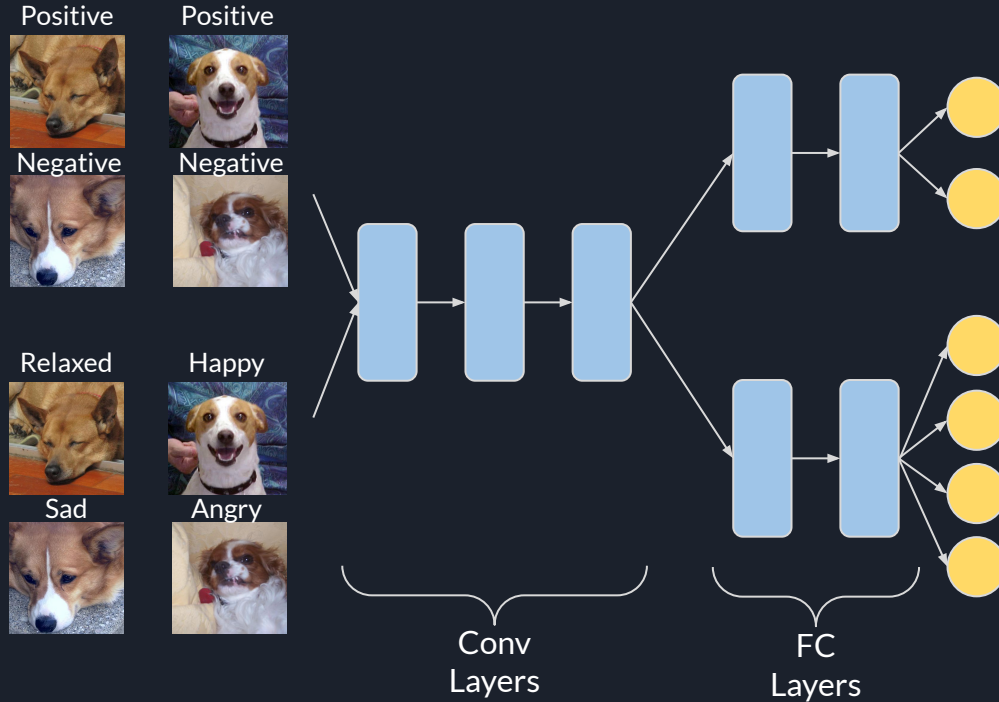 Positive
Positive
Negative
Negative
Relaxed
Happy
Sad
Angry
Conv
Layers
FC
Layers